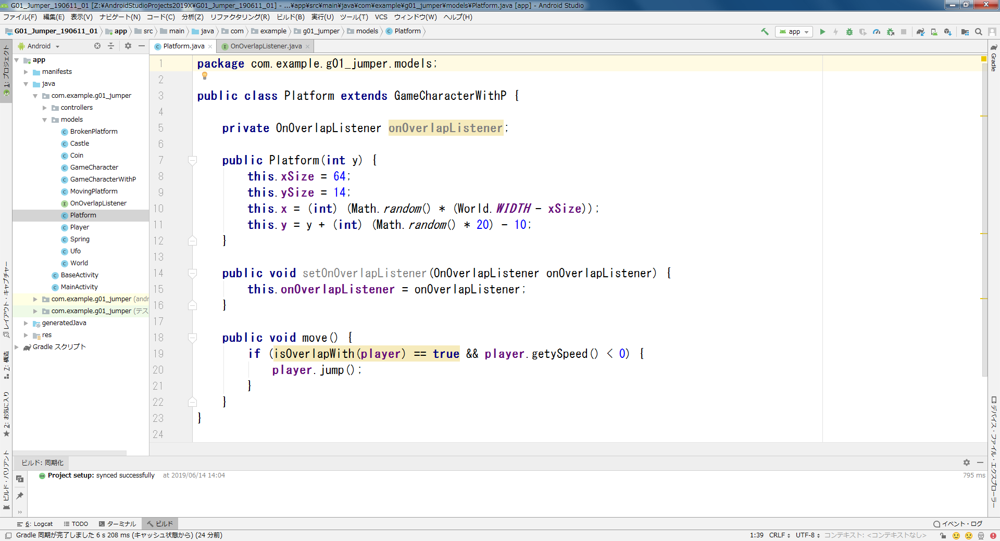 G01_Jumper_190611_01 [Z:¥AndroidStudioProjects2019X¥G01_Jumper_190611_01] - ...¥app¥src¥main¥java¥com¥example¥g01_jumper¥models¥Platform.java [app] - Android Studio
ファイル(F) 編集(E) 表示(V) ナビゲート(N) コード(C) 分析(Z) リファクタリング(R) ビルド(B) 実行(U) ツール(T) VCS ウィンドウ(W) ヘルプ(H)
G01_Jumper_190611_01 app src main java com example g01_jumper models Platform
app
Android
Platform.java
OnOverlapListener.java
1: プロジェクト
レイアウト・キャプチャー
7: 構造
2: お気に入り
ビルド・バリアント
app
manifests
java
com.example.g01_jumper
controllers
models
BrokenPlatform
Castle
Coin
GameCharacter
GameCharacterWithP
MovingPlatform
OnOverlapListener
Platform
Player
Spring
Ufo
World
BaseActivity
MainActivity
com.example.g01_jumper (andr
com.example.g01_jumper (テス
generatedJava
res
Gradle スクリプト
1 package com.example.g01_jumper.models;
2
3 public class Platform extends GameCharacterWithP {
4
5 private OnOverlapListener onOverlapListener;
6
7 public Platform(int y) {
8 this.xSize = 64;
9 this.ySize = 14;
10 this.x = (int) (Math.random() * (World.WIDTH - xSize));
11 this.y = y + (int) (Math.random() * 20) - 10;
12 }
13
14 public void setOnOverlapListener(OnOverlapListener onOverlapListener) {
15 this.onOverlapListener = onOverlapListener;
16 }
17
18 public void move() {
19 if (isOverlapWith(player) == true && player.getySpeed() < 0) {
20 player.jump();
21 }
22 }
23 }
24
Gradle
デバイス・ファイル・エクスプローラー
ビルド: 同期化
OK Project setup: synced successfully at 2019/06/14 14:04
795 ms
6: Logcat TODO ターミナル ビルド
イベント・ログ
Gradle 同期が完了しました 6 s 208 ms (キャッシュ状態から) (24 分前)
1:39 CRLF UTF-8 コンテキスト: <コンテキストなし>